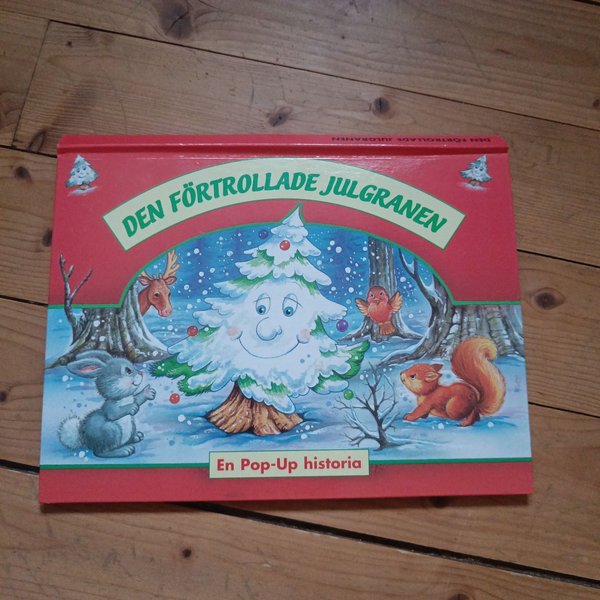 DEN FÖRTROLLADE JULGRANEN
DEN FÖRTROLLADE JULGRANEN
En Pop-Up historia